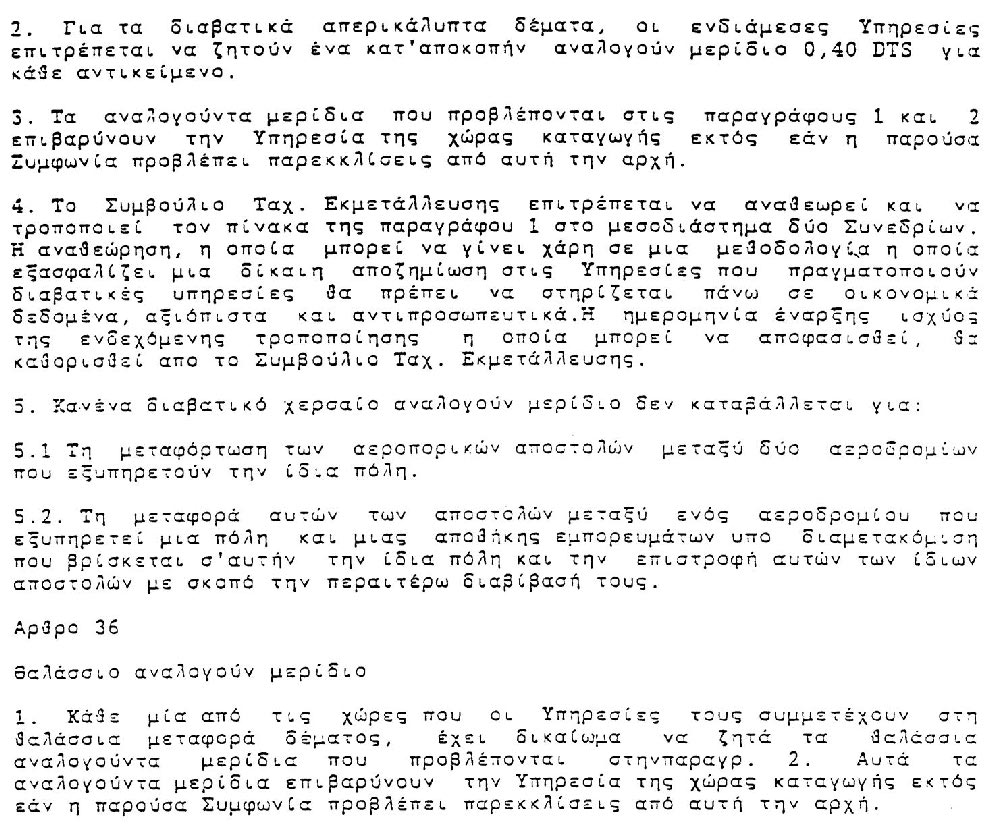 2. Για τα διαβατικά απερικάλυπτα δέματα, οι ενδιάμεσες Υπηρεσίες
επιτρέπεται να ζητούν ένα κατ'αποκοπήν αναλογούν μερίδιο 0,40 DTS για
κάθε αντικείμενο.
3. Τα αναλογούντα μερίδια που προβλέπονται στις παραγράφους 1 και 2
επιβαρύνουν την Υπηρεσία της χώρας καταγωγής εκτός εάν η παρούσα
Συμφωνία προβλέπει παρεκκλίσεις από αυτή την αρχή.
4. Το Συμβούλιο Ταχ. Εκμετάλλευσης επιτρέπεται να αναθεωρεί και να
τροποποιεί τον πίνακα της παραγράφου 1 στο μεσοδιάστημα δύο Συνεδρίων.
Η αναθεώρηση, η οποία μπορεί να γίνει χάρη σε μια μεθοδολογία η οποία
εξασφαλίζει μια δίκαιη αποζημίωση στις Υπηρεσίες που πραγματοποιούν
διαβατικές υπηρεσίες θα πρέπει να στηρίζεται πάνω σε οικονομικά
δεδομένα, αξιόπιστα και αντιπροσωπευτικά.Η ημερομηνία έναρξης ισχύος
της ενδεχόμενης τροποποίησης η οποία μπορεί να αποφασισθεί, θα
καθορισθεί απο το Συμβούλιο Ταχ. Εκμετάλλευσης.
5. Κανένα διαβατικό χερσαίο αναλογούν μερίδιο δεν καταβάλλεται για:
5.1 Τη μεταφόρτωση των αεροπορικών αποστολών μεταξύ δύο αεροδρομίων
που εξυπηρετούν την ίδια πόλη.
5.2. Τη μεταφορά αυτών των αποστολών μεταξύ ενός αεροδρομίου που
εξυπηρετεί μια πόλη και μιας αποθήκης εμπορευμάτων υπο διαμετακόμιση
που βρίσκεται σ'αυτήν την ίδια πόλη και την επιστροφή αυτών των ίδιων
αποστολών με σκοπό την περαιτέρω διαβίβασή τους.
Αρθρο 36
Θαλάσσιο αναλογούν μερίδιο
1. Κάθε μία από τις χώρες που οι Υπηρεσίες τους συμμετέχουν στη
θαλάσσια μεταφορά δέματος, έχει δικαίωμα να ζητά τα θαλάσσια
αναλογούντα μερίδια που προβλέπονται στηνπαραγρ. 2. Αυτά τα
αναλογούντα μερίδια επιβαρύνουν την Υπηρεσία της χώρας καταγωγής εκτός
εάν η παρούσα Συμφωνία προβλέπει παρεκκλίσεις από αυτή την αρχή.